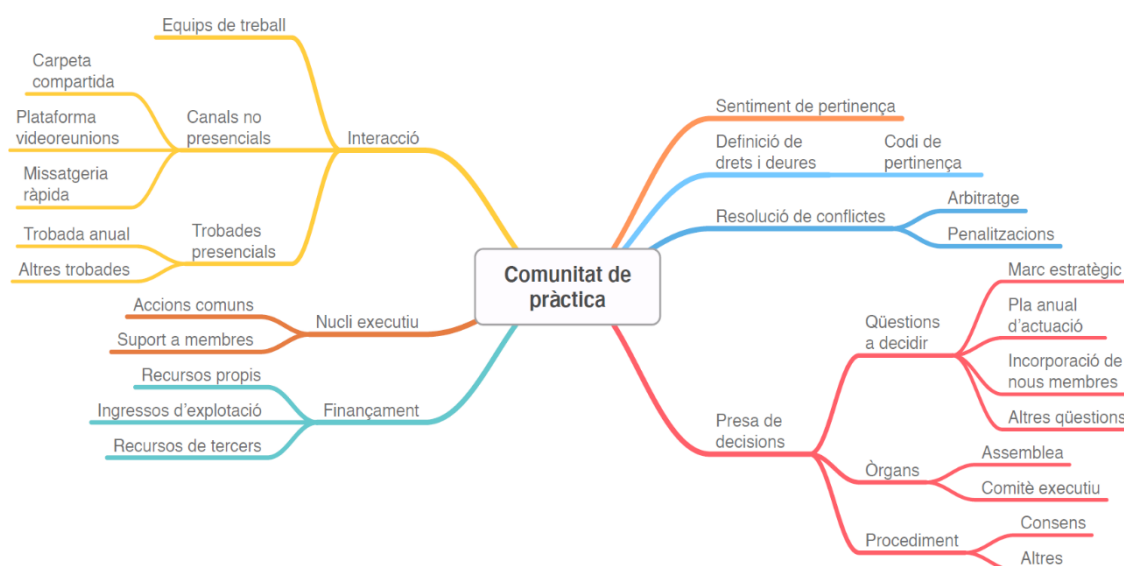 Equips de treball
Carpeta
compartida
Plataforma
videoreunions
Missatgeria
ràpida
Canals no
presencials
Interacció
Trobada anual
Altres trobades
Trobades
presencials
Accions comuns
Suport a membres
Nucli executiu
Recursos propis
Ingressos d'explotació
Recursos de tercers
Finançament
Comunitat de
pràctica
Sentiment de pertinença
Definició de
drets i deures
Codi de
pertinença
Resolució de conflictes
Arbitratge
Penalitzacions
Presa de
decisions
Qüestions
a decidir
Marc estratègic
Pla anual
d'actuació
Incorporació de
nous membres
Altres qüestions
Òrgans
Assemblea
Comitè executiu
Procediment
Consens
Altres